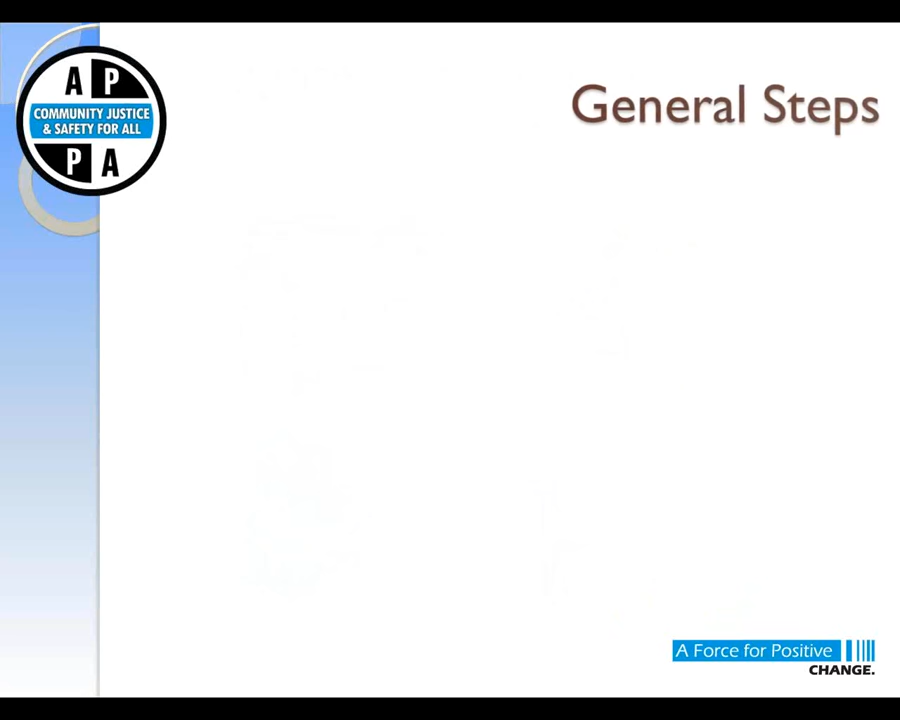 A P
COMMUNITY JUSTICE
& SAFETY FOR ALL
P A
General Steps
A Force for Positive
CHANGE.